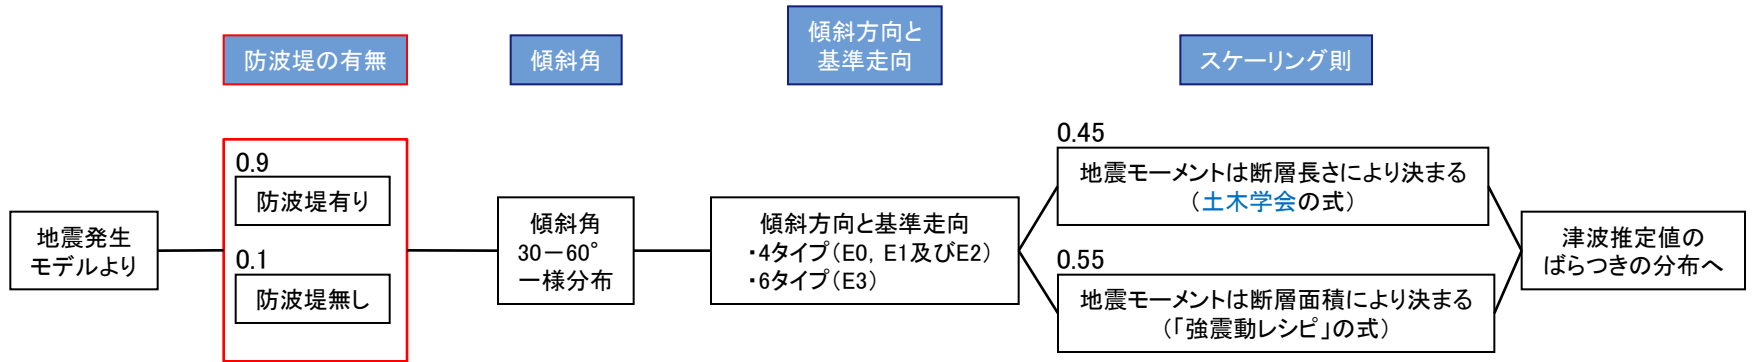 防波堤の有無
傾斜角
傾斜方向と
基準走向
スケーリング則
地震発生
モデルより
0.9
防波堤有り
0.1
防波堤無し
傾斜角
30－60°
一様分布
傾斜方向と基準走向
・4タイプ（E0, E1及びE2）
・6タイプ（E3）
0.45
地震モーメントは断層長さにより決まる
（土木学会の式）
0.55
地震モーメントは断層面積により決まる
（「強震動レシピ」の式）
津波推定値の
ばらつきの分布へ